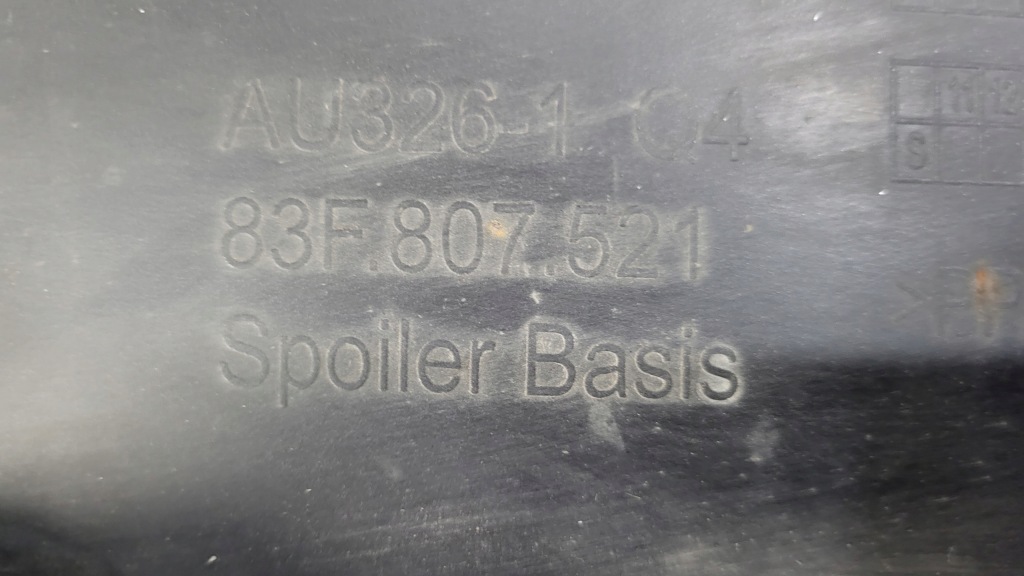 AU326-1 C4
83F.807.521
Spoiler Basis
S